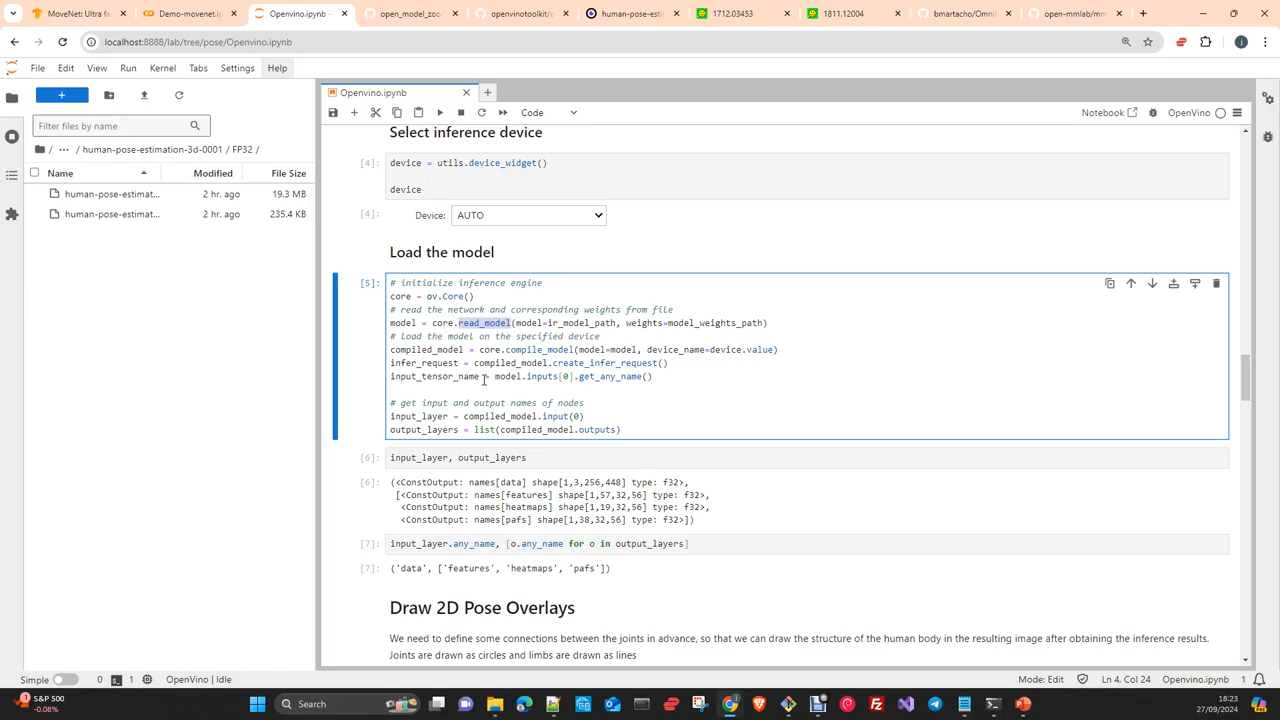 MoveNet: Ultra fa
Demo-movenet.ip
Openvino.ipynb
open_model_zoo
openvinotoolkit/o
human-pose-esti
1712.03453
1811.12004
bmartacho/Omni
open-mmlab/mm
localhost:8888/lab/tree/pose/Openvino.ipynb
File Edit View Run Kernel Tabs Settings Help
Filter files by name
/ ··· / human-pose-estimation-3d-0001 / FP32 /
Name Modified File Size
human-pose-estimat... 2 hr. ago 19.3 MB
human-pose-estimat... 2 hr. ago 235.4 KB
Openvino.ipynb
Code
Notebook
OpenVino
Select inference device
[4]: device = utils.device_widget()
device
[4]: Device: AUTO
Load the model
[5]: # initialize inference engine
core = ov.Core()
# read the network and corresponding weights from file
model = core.read_model(model=ir_model_path, weights=model_weights_path)
# load the model on the specified device
compiled_model = core.compile_model(model=model, device_name=device.value)
infer_request = compiled_model.create_infer_request()
input_tensor_name = model.inputs[0].get_any_name()
# get input and output names of nodes
input_layer = compiled_model.input(0)
output_layers = list(compiled_model.outputs)
[6]: input_layer, output_layers
[6]: (<ConstOutput: names[data] shape[1,3,256,448] type: f32>,
[<ConstOutput: names[features] shape[1,57,32,56] type: f32>,
<ConstOutput: names[heatmaps] shape[1,19,32,56] type: f32>,
<ConstOutput: names[pafs] shape[1,38,32,56] type: f32>])
[7]: input_layer.any_name, [o.any_name for o in output_layers]
[7]: ('data', ['features', 'heatmaps', 'pafs'])
Draw 2D Pose Overlays
We need to define some connections between the joints in advance, so that we can draw the structure of the human body in the resulting image after obtaining the inference results.
Joints are drawn as circles and limbs are drawn as lines
Simple 0 1 OpenVino | Idle Mode: Edit Ln 4, Col 24 Openvino.ipynb 1
S&P 500
-0.08%
Search
18:23
27/09/2024